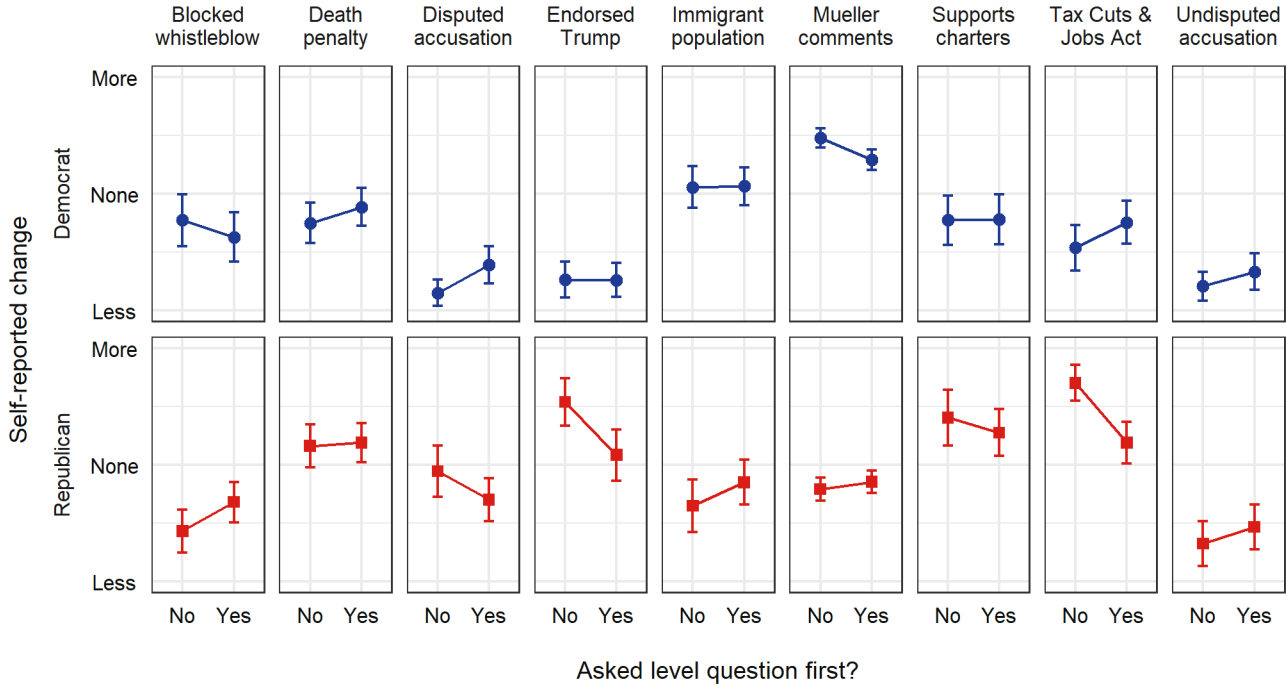 Blocked whistleblow
Death penalty
Disputed accusation
Endorsed Trump
Immigrant population
Mueller comments
Supports charters
Tax Cuts & Jobs Act
Undisputed accusation
Self-reported change
Democrat
More
None
Less
Republican
More
None
Less
No Yes No Yes No Yes No Yes No Yes No Yes No Yes No Yes No Yes
Asked level question first?